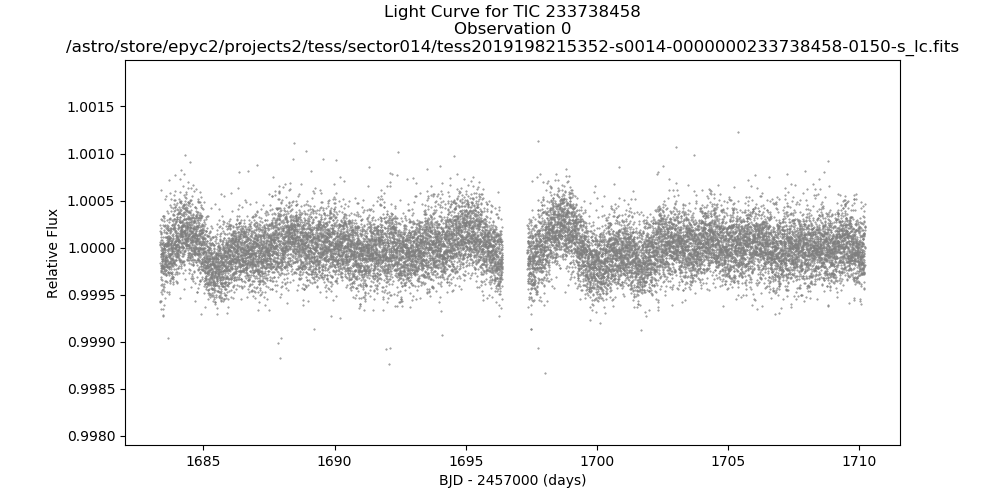 Light Curve for TIC 233738458
Observation 0
/astro/store/epyc2/projects2/tess/sector014/tess2019198215352-s0014-0000000233738458-0150-s_lc.fits
1.0015
1.0010
1.0005
1.0000
0.9995
0.9990
0.9985
0.9980
Relative Flux
1685
1690
1695
1700
1705
1710
BJD - 2457000 (days)